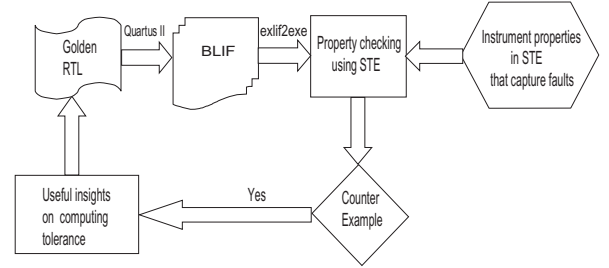 Golden
RTL
Quartus II
BLIF
exlif2exe
Property checking
using STE
Instrument properties
in STE
that capture faults
Useful insights
on computing
tolerance
Yes
Counter
Example